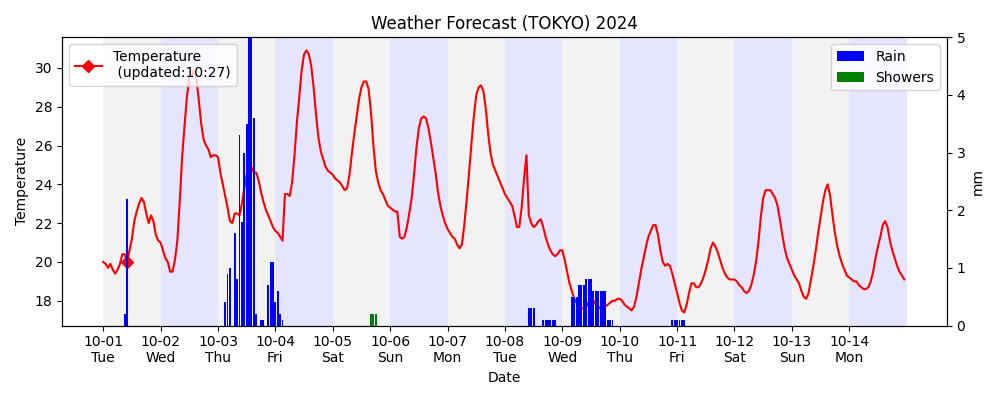 Weather Forecast (TOKYO) 2024
Temperature
(updated:10:27)
Rain
Showers
Temperature
30
28
26
24
22
20
18
5
4
3
2
1
0
mm
10-01 10-02 10-03 10-04 10-05 10-06 10-07 10-08 10-09 10-10 10-11 10-12 10-13 10-14
Tue Wed Thu Fri Sat Sun Mon Tue Wed Thu Fri Sat Sun Mon
Date